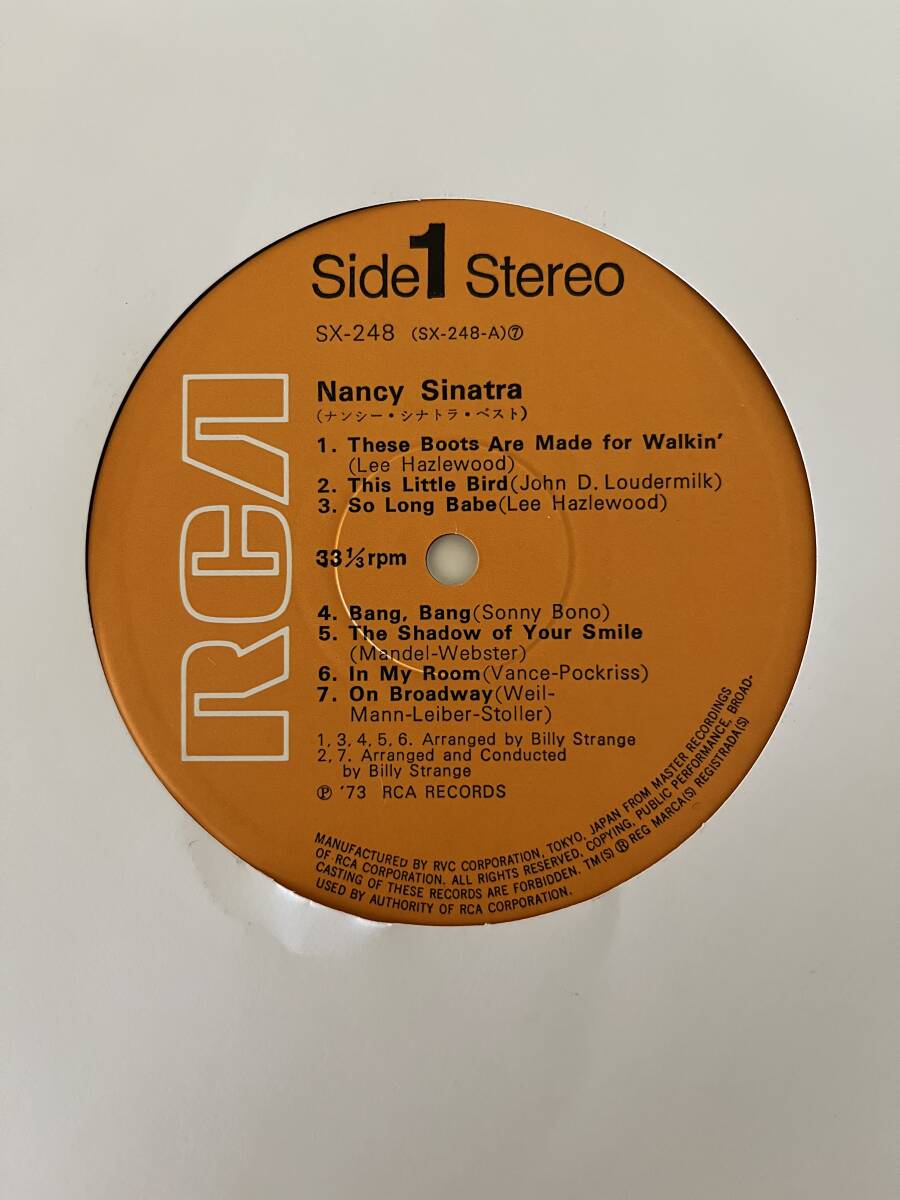 Side 1 Stereo
SX-248 (SX-248-A)⑦
Nancy Sinatra
(ナンシー・シナトラ・ベスト)
1. These Boots Are Made for Walkin'
(Lee Hazlewood)
2. This Little Bird(John D. Loudermilk)
3. So Long Babe(Lee Hazlewood)
33 1/3 rpm
4. Bang, Bang(Sonny Bono)
5. The Shadow of Your Smile
(Mandel-Webster)
6. In My Room(Vance-Pockriss)
7. On Broadway(Weil-
Mann-Leiber-Stoller)
1,3,4,5,6. Arranged by Billy Strange
2,7. Arranged and Conducted
by Billy Strange
℗ '73 RCA RECORDS
RCA
MANUFACTURED BY RVC CORPORATION, TOKYO, JAPAN FROM MASTER RECORDINGS
OF RCA CORPORATION. ALL RIGHTS RESERVED, COPYING, PUBLIC PERFORMANCE, BROAD-
CASTING OF THESE RECORDS ARE FORBIDDEN. TM(S) ® REG MARCA(S) REGISTRADA(S)
USED BY AUTHORITY OF RCA CORPORATION.